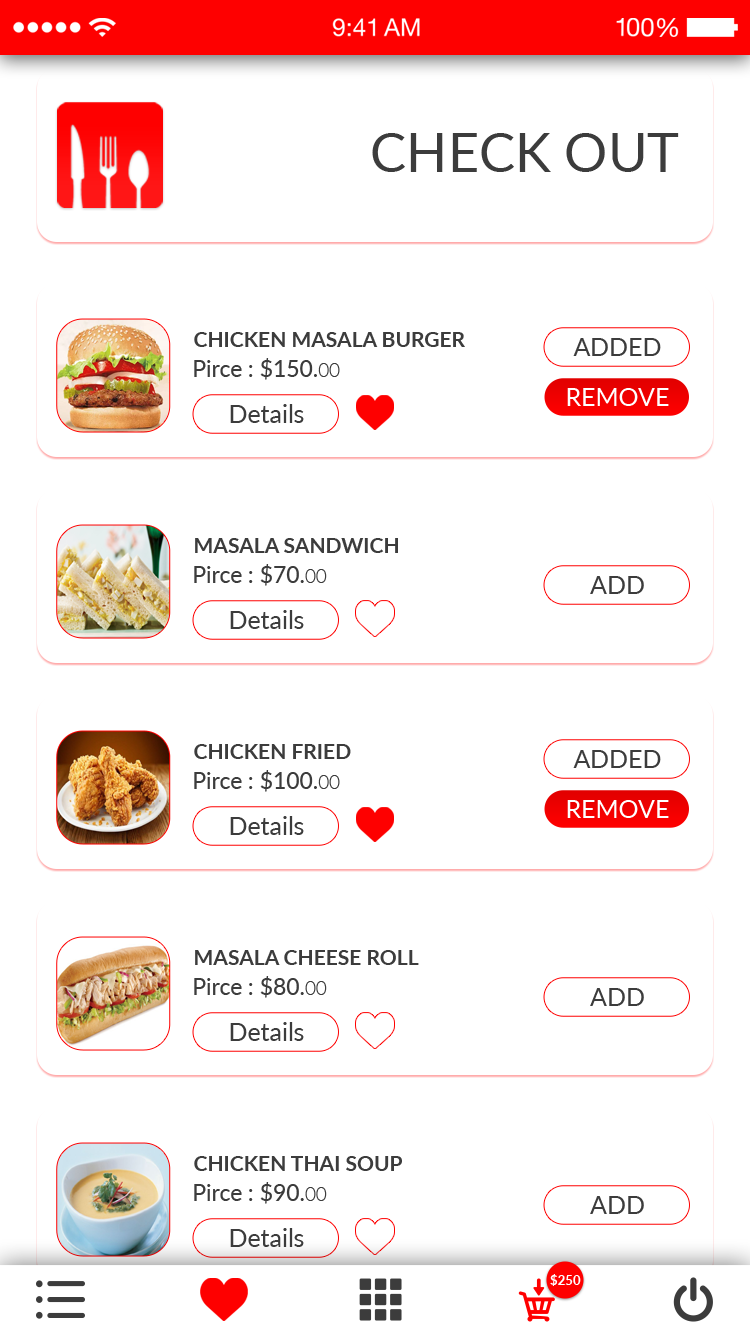 9:41 AM 100%
CHECK OUT
CHICKEN MASALA BURGER
Pirce : $150.00
Details
ADDED
REMOVE
MASALA SANDWICH
Pirce : $70.00
Details
ADD
CHICKEN FRIED
Pirce : $100.00
Details
ADDED
REMOVE
MASALA CHEESE ROLL
Pirce : $80.00
Details
ADD
CHICKEN THAI SOUP
Pirce : $90.00
Details
ADD
$250